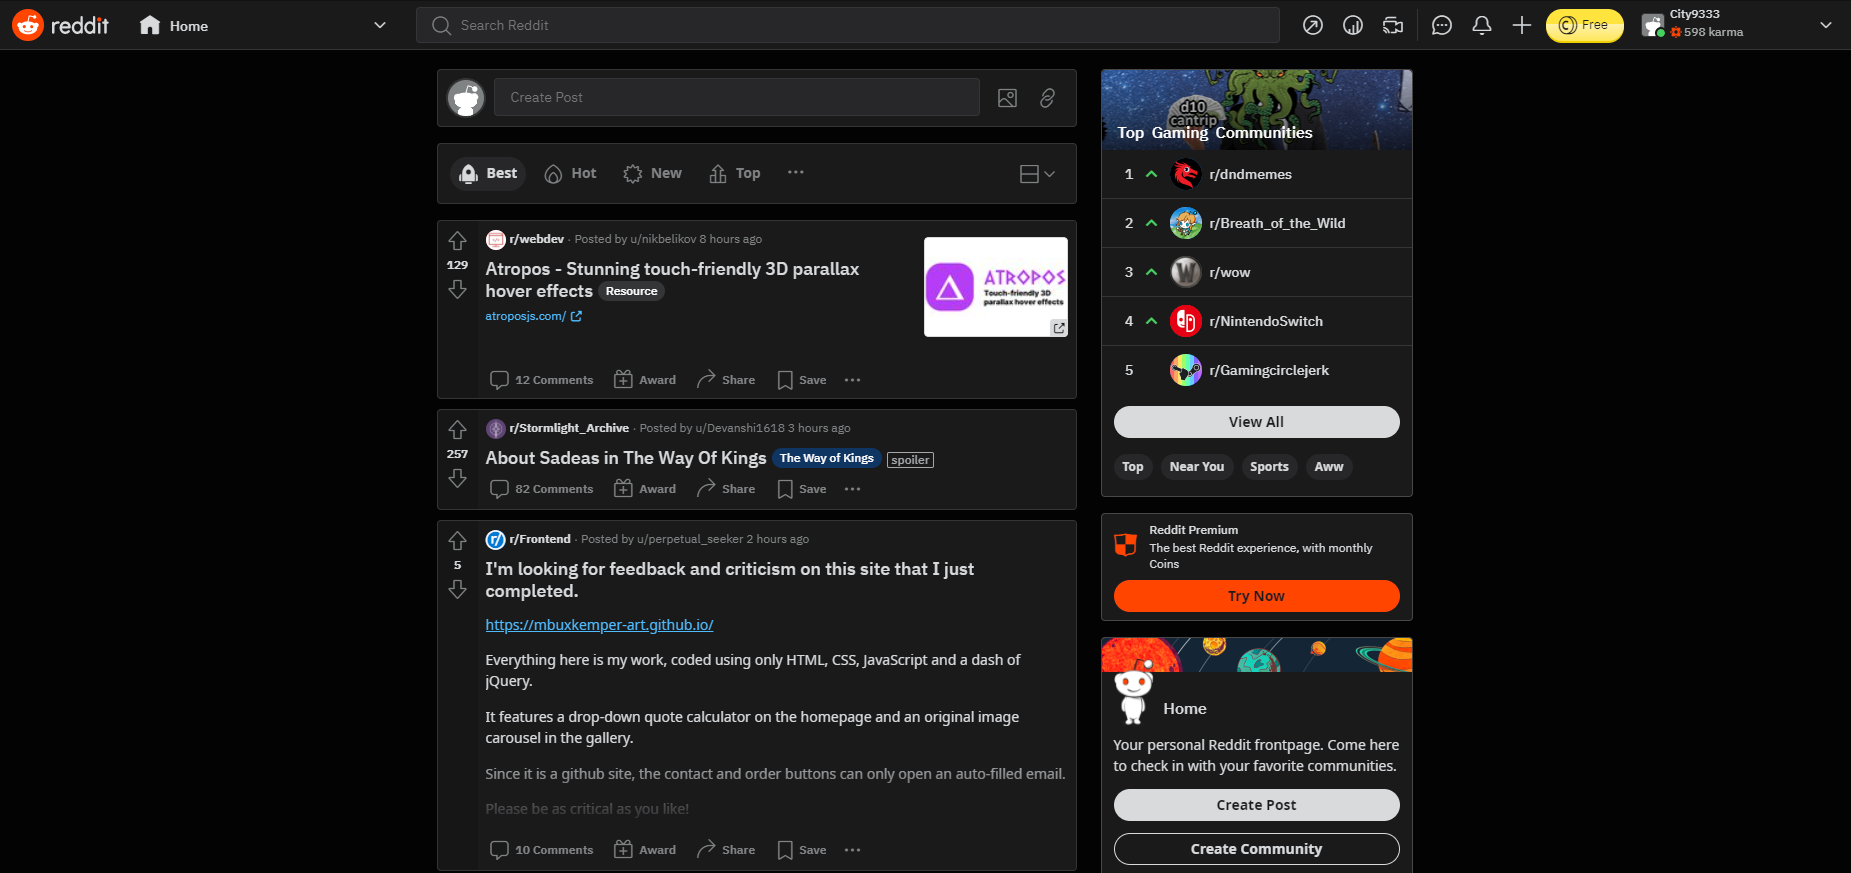 reddit
Home
Search Reddit
Free
City9333
598 karma
Create Post
Best
Hot
New
Top
129
r/webdev · Posted by u/nikbelikov 8 hours ago
Atropos - Stunning touch-friendly 3D parallax
hover effects Resource
atroposjs.com/
ATROPOS
Touch-friendly 3D
parallax hover effects
12 Comments
Award
Share
Save
257
r/Stormlight_Archive · Posted by u/Devanshi1618 3 hours ago
About Sadeas in The Way Of Kings The Way of Kings spoiler
82 Comments
Award
Share
Save
5
r/Frontend · Posted by u/perpetual_seeker 2 hours ago
I'm looking for feedback and criticism on this site that I just
completed.
https://mbuxkemper-art.github.io/
Everything here is my work, coded using only HTML, CSS, JavaScript and a dash of
jQuery.
It features a drop-down quote calculator on the homepage and an original image
carousel in the gallery.
Since it is a github site, the contact and order buttons can only open an auto-filled email.
Please be as critical as you like!
10 Comments
Award
Share
Save
d10
cantrip
Top Gaming Communities
1 r/dndmemes
2 r/Breath_of_the_Wild
3 r/wow
4 r/NintendoSwitch
5 r/Gamingcirclejerk
View All
Top
Near You
Sports
Aww
Reddit Premium
The best Reddit experience, with monthly
Coins
Try Now
Home
Your personal Reddit frontpage. Come here
to check in with your favorite communities.
Create Post
Create Community